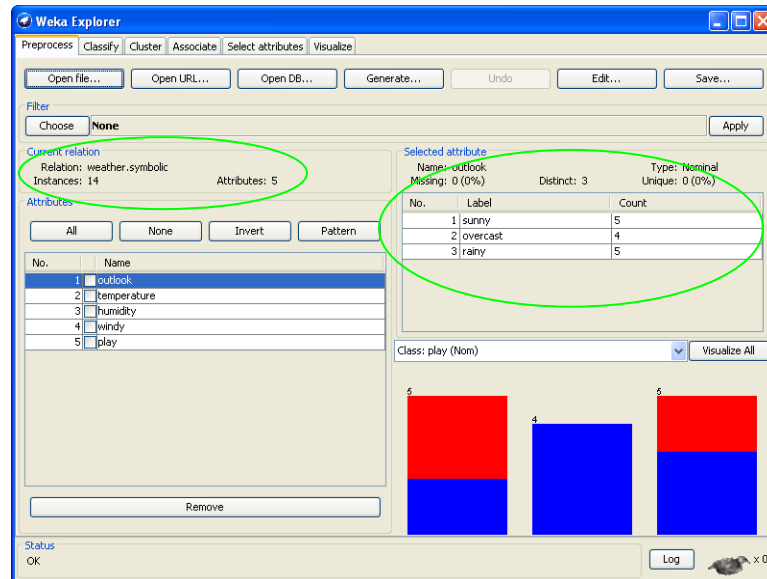 Weka Explorer
Preprocess Classify Cluster Associate Select attributes Visualize
Open file... Open URL... Open DB... Generate... Undo Edit... Save...
Filter
Choose None Apply
Current relation
Relation: weather.symbolic
Instances: 14 Attributes: 5
Attributes
All None Invert Pattern
No. Name
1 outlook
2 temperature
3 humidity
4 windy
5 play
Remove
Selected attribute
Name: outlook Type: Nominal
Missing: 0 (0%) Distinct: 3 Unique: 0 (0%)
No. Label Count
1 sunny 5
2 overcast 4
3 rainy 5
Class: play (Nom) Visualize All
5 4 5
Status
OK Log x 0